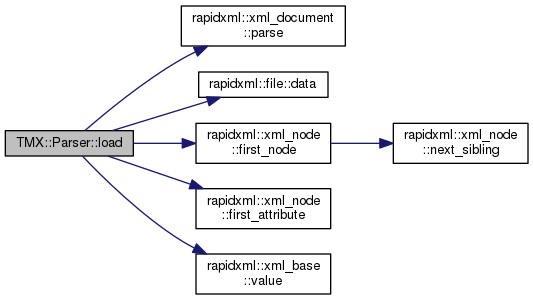 rapidxml::xml_document
::parse
rapidxml::file::data
TMX::Parser::load
rapidxml::xml_node
::first_node
rapidxml::xml_node
::next_sibling
rapidxml::xml_node
::first_attribute
rapidxml::xml_base
::value